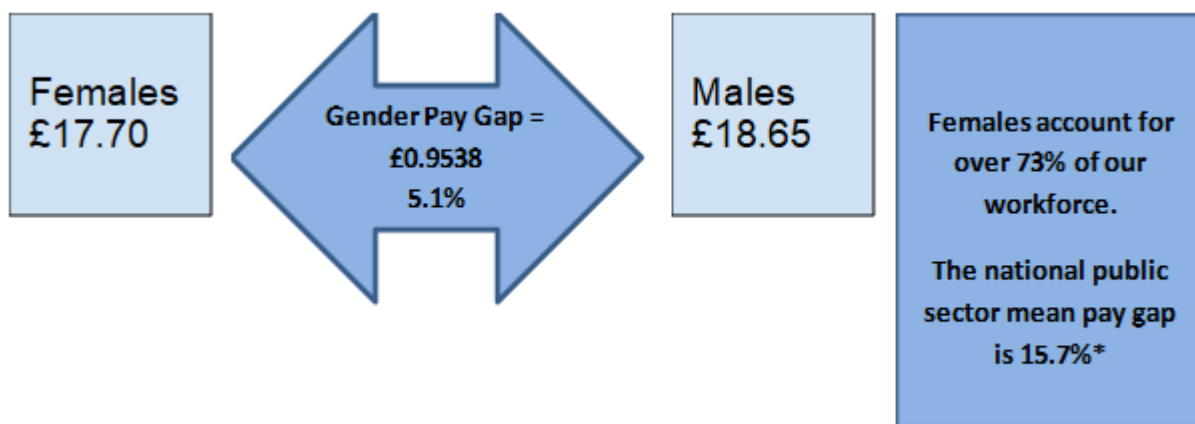 Females
£17.70
Gender Pay Gap =
£0.9538
5.1%
Males
£18.65
Females account for
over 73% of our
workforce.
The national public
sector mean pay gap
is 15.7%*